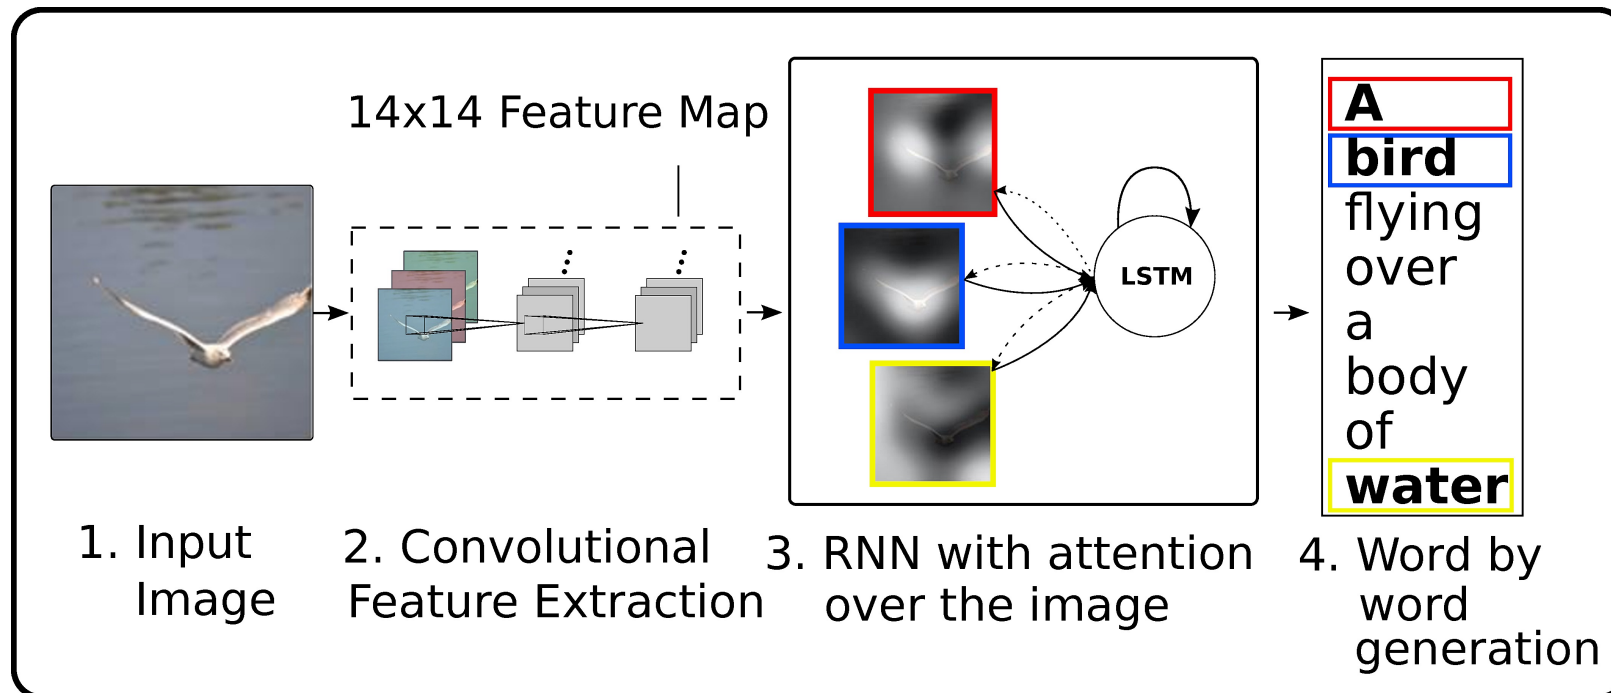 14x14 Feature Map
LSTM
A
bird
flying
over
a
body
of
water
1. Input
Image
2. Convolutional
Feature Extraction
3. RNN with attention
over the image
4. Word by
word
generation